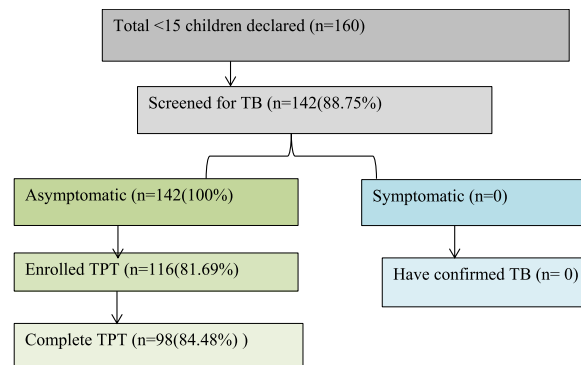 Total <15 children declared (n=160)
Screened for TB (n=142(88.75%)
Asymptomatic (n=142(100%)
Symptomatic (n=0)
Enrolled TPT (n=116(81.69%)
Have confirmed TB (n= 0)
Complete TPT (n=98(84.48%) )